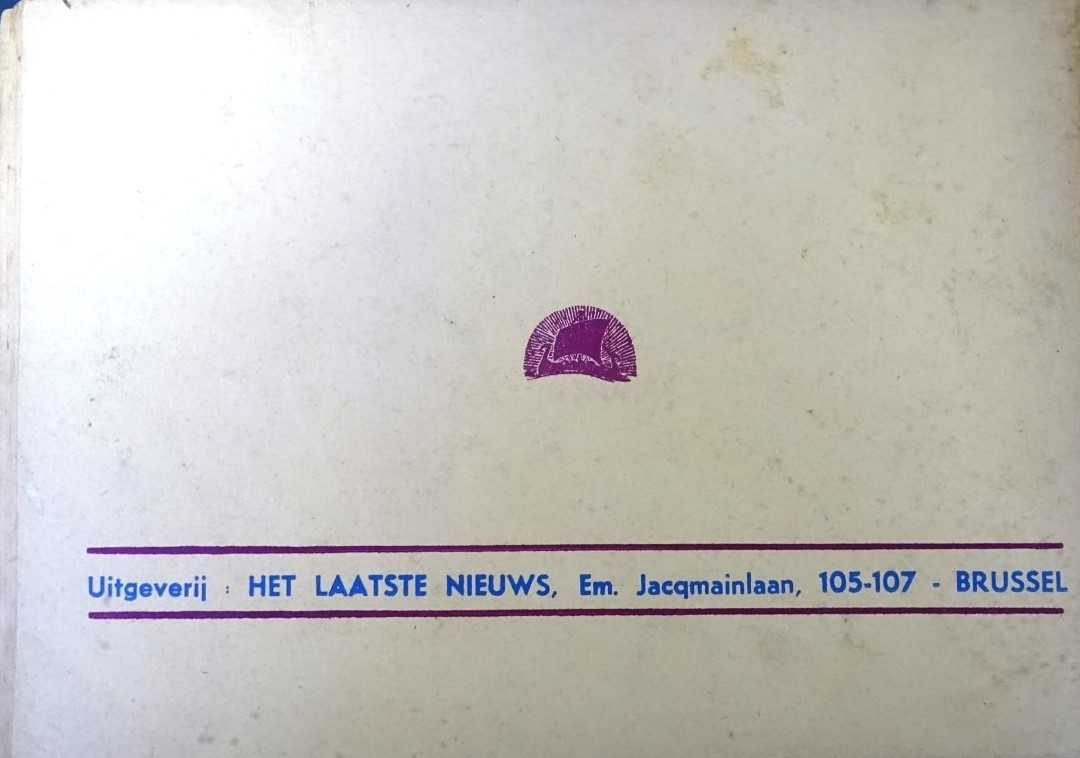 Uitgeverij : HET LAATSTE NIEUWS, Em. Jacqmainlaan, 105-107 - BRUSSEL